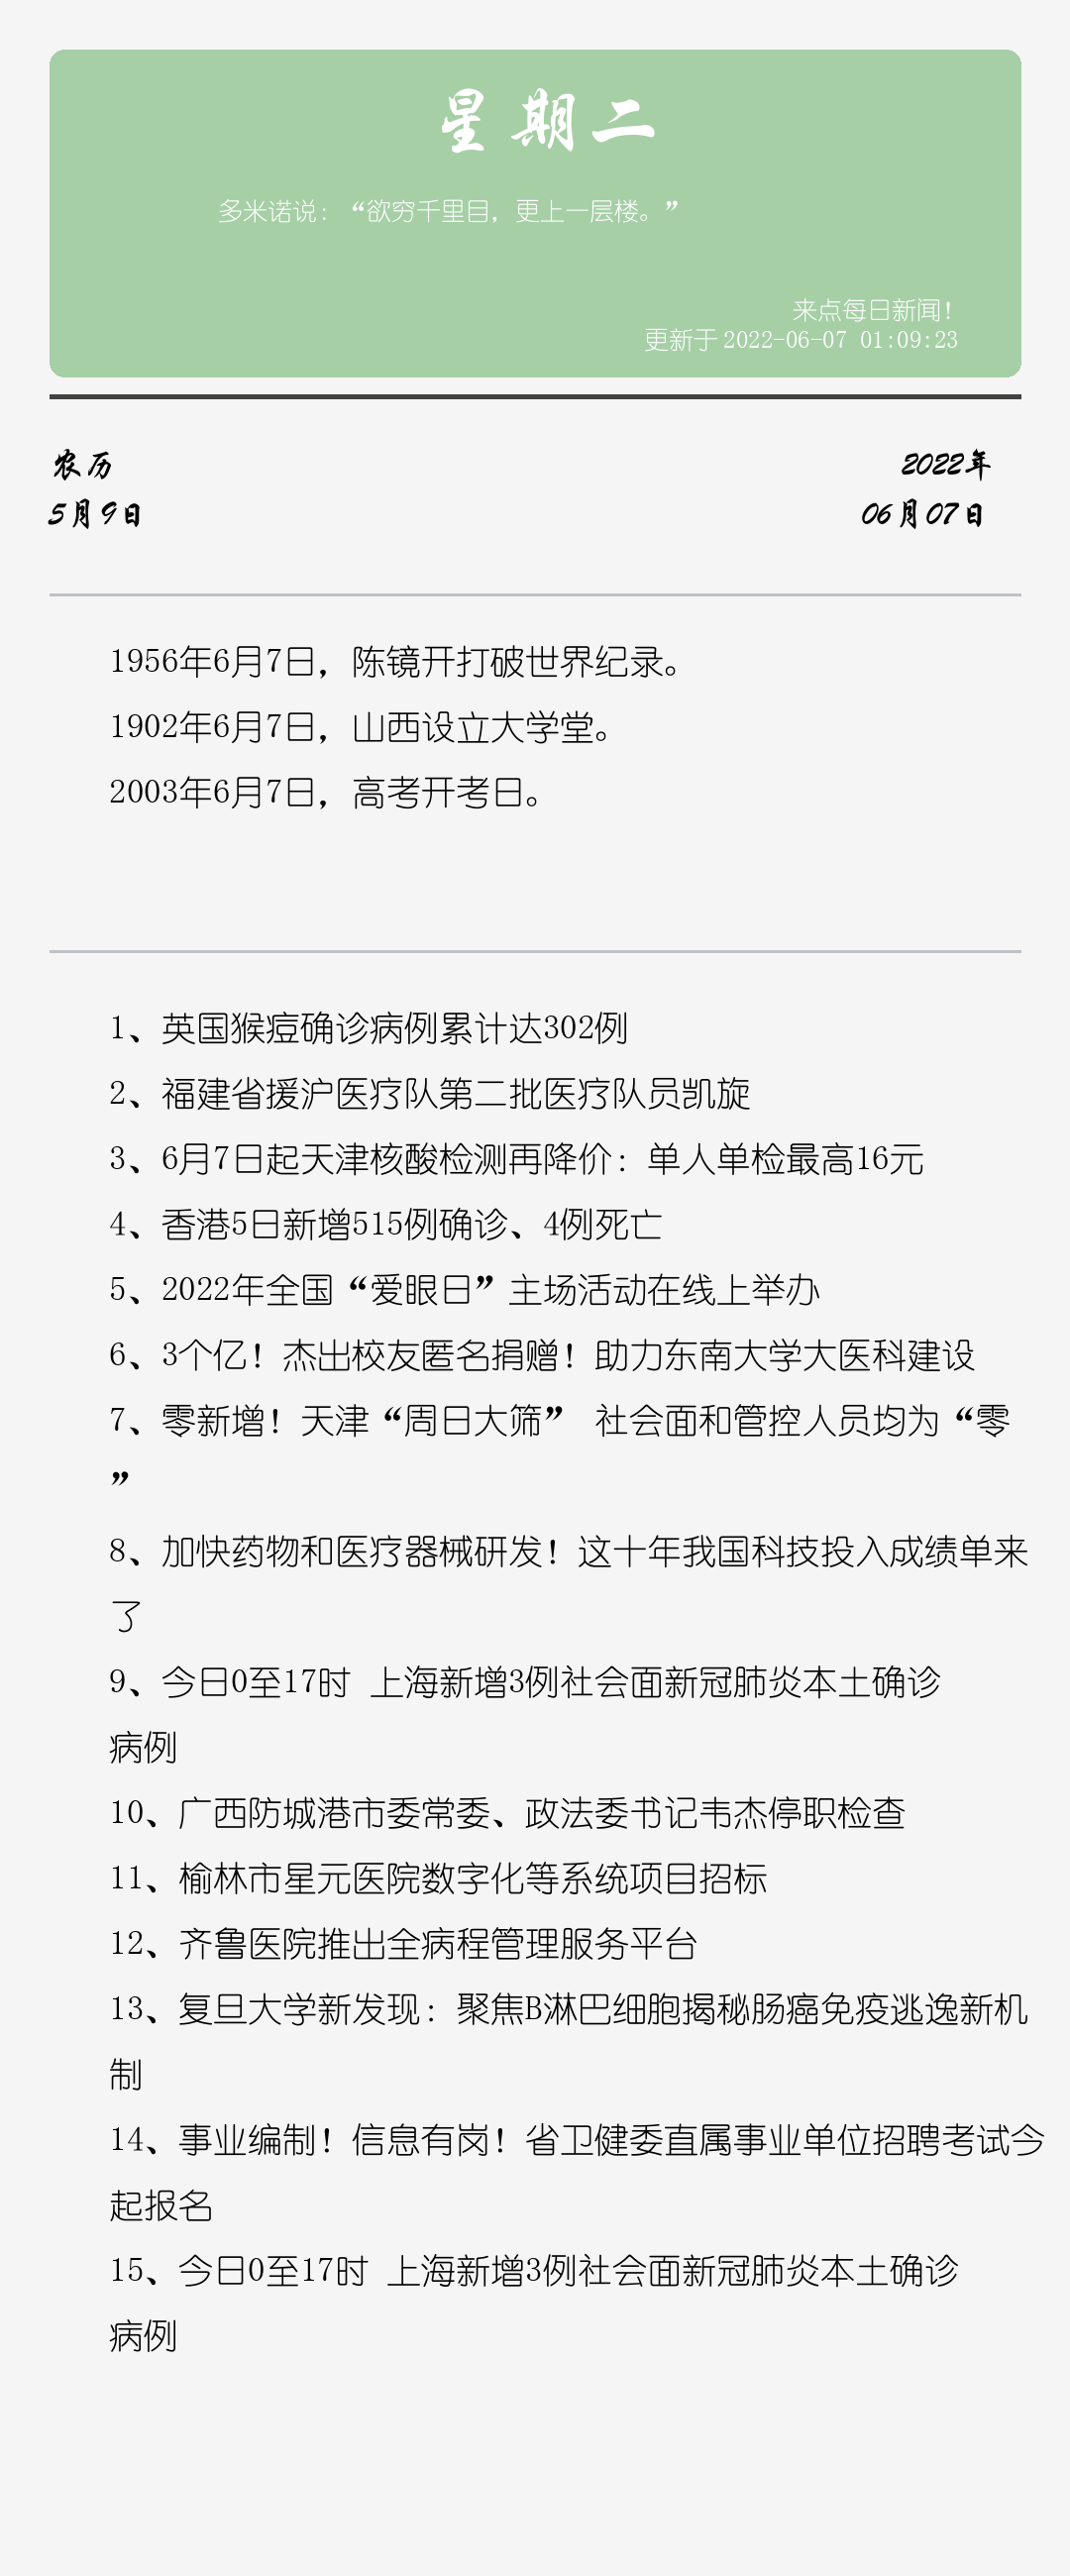 星期二
多米诺说：“欲穷千里目，更上一层楼。”
来点每日新闻！
更新于 2022-06-07 01:09:23
农历
5月9日
2022年
06月07日
1956年6月7日，陈镜开打破世界纪录。
1902年6月7日，山西设立大学堂。
2003年6月7日，高考开考日。
1、英国猴痘确诊病例累计达302例
2、福建省援沪医疗队第二批医疗队员凯旋
3、6月7日起天津核酸检测再降价：单人单检最高16元
4、香港5日新增515例确诊、4例死亡
5、2022年全国“爱眼日”主场活动在线上举办
6、3个亿！杰出校友匿名捐赠！助力东南大学大医科建设
7、零新增！天津“周日大筛” 社会面和管控人员均为“零
”
8、加快药物和医疗器械研发！这十年我国科技投入成绩单来
了
9、今日0至17时 上海新增3例社会面新冠肺炎本土确诊
病例
10、广西防城港市委常委、政法委书记韦杰停职检查
11、榆林市星元医院数字化等系统项目招标
12、齐鲁医院推出全病程管理服务平台
13、复旦大学新发现：聚焦B淋巴细胞揭秘肠癌免疫逃逸新机
制
14、事业编制！信息有岗！省卫健委直属事业单位招聘考试今
起报名
15、今日0至17时 上海新增3例社会面新冠肺炎本土确诊
病例